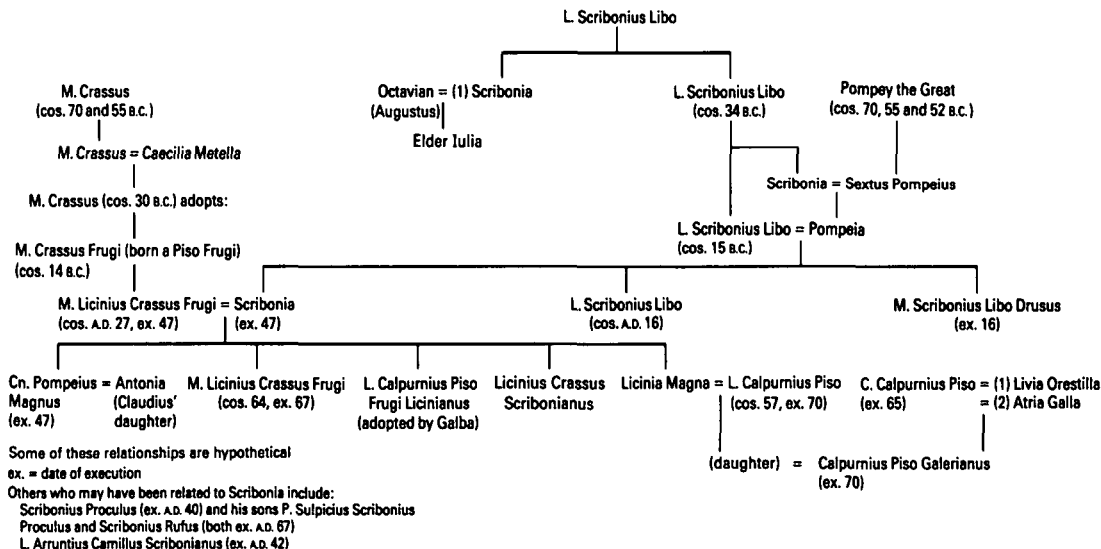 L. Scribonius Libo
M. Crassus
(cos. 70 and 55 B.C.)
Octavian = (1) Scribonia
(Augustus)
Elder Iulia
L. Scribonius Libo
(cos. 34 B.C.)
Pompey the Great
(cos. 70, 55 and 52 B.C.)
M. Crassus = Caecilia Metella
Scribonia = Sextus Pompeius
M. Crassus (cos. 30 B.C.) adopts:
L. Scribonius Libo = Pompeia
(cos. 15 B.C.)
M. Crassus Frugi (born a Piso Frugi)
(cos. 14 B.C.)
M. Licinius Crassus Frugi = Scribonia
(cos. A.D. 27, ex. 47) (ex. 47)
L. Scribonius Libo
(cos. A.D. 16)
M. Scribonius Libo Drusus
(ex. 16)
Cn. Pompeius = Antonia
Magnus (Claudius'
(ex. 47) daughter)
M. Licinius Crassus Frugi
(cos. 64, ex. 67)
L. Calpurnius Piso
Frugi Licinianus
(adopted by Galba)
Licinius Crassus
Scribonianus
Licinia Magna = L. Calpurnius Piso
(cos. 57, ex. 70)
C. Calpurnius Piso = (1) Livia Orestilla
(ex. 65) = (2) Atria Galla
(daughter) = Calpurnius Piso Galerianus
(ex. 70)
Some of these relationships are hypothetical
ex. = date of execution
Others who may have been related to Scribonia include:
Scribonius Proculus (ex. A.D. 40) and his sons P. Sulpicius Scribonius
Proculus and Scribonius Rufus (both ex. A.D. 67)
L. Arruntius Camillus Scribonianus (ex. A.D. 42)